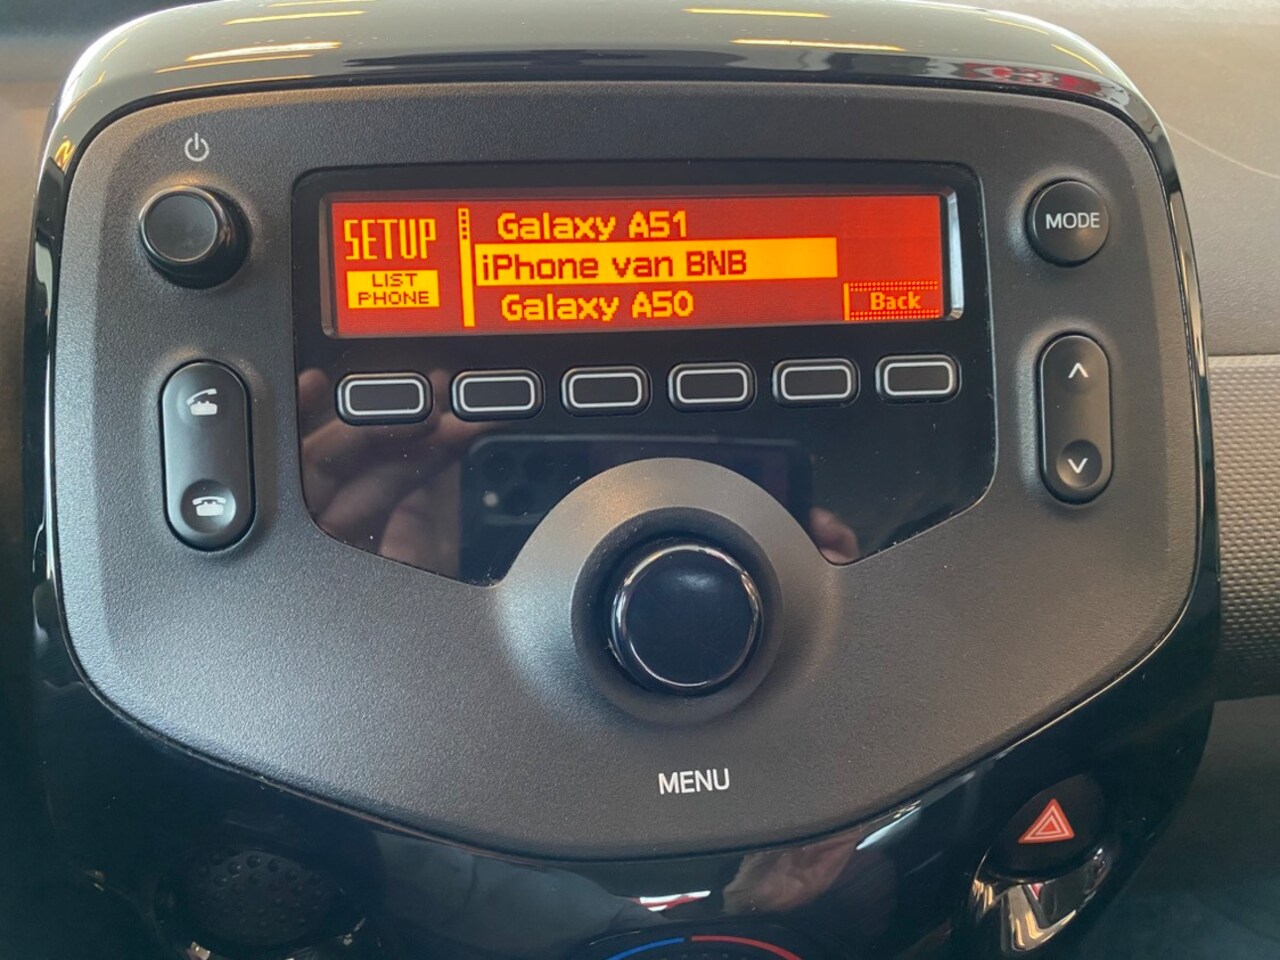 SETUP
LIST
PHONE
Galaxy A51
iPhone van BNB
Galaxy A50
Back
MODE
MENU